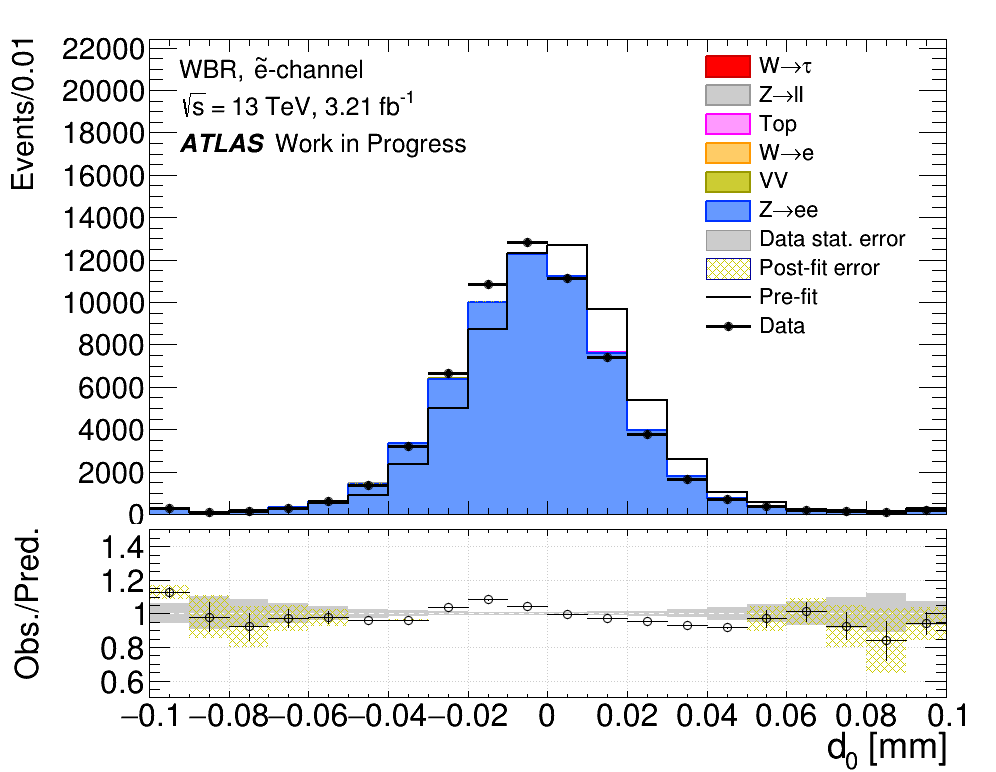 Events/0.01
22000
20000
18000
16000
14000
12000
10000
8000
6000
4000
2000
0
WBR, ẽ-channel
√s = 13 TeV, 3.21 fb⁻¹
ATLAS Work in Progress
W→τ
Z→ll
Top
W→e
VV
Z→ee
Data stat. error
Post-fit error
Pre-fit
Data
Obs./Pred.
1.4
1.2
1
0.8
0.6
−0.1 −0.08 −0.06 −0.04 −0.02 0 0.02 0.04 0.06 0.08 0.1
d₀ [mm]